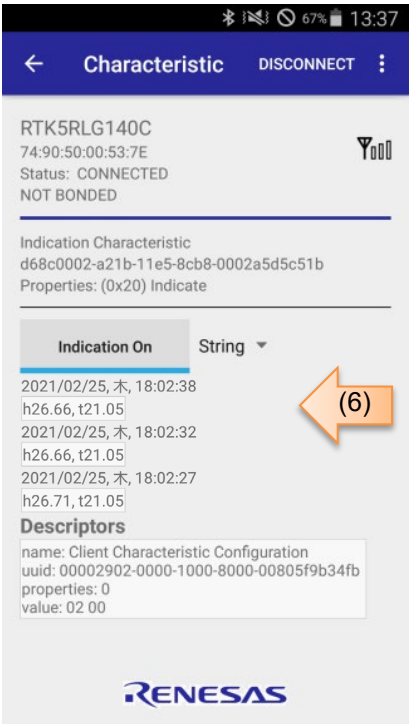 67% 13:37
Characteristic DISCONNECT
RTK5RLG140C
74:90:50:00:53:7E
Status: CONNECTED
NOT BONDED
Indication Characteristic
d68c0002-a21b-11e5-8cb8-0002a5d5c51b
Properties: (0x20) Indicate
Indication On String
2021/02/25, 木, 18:02:38
h26.66, t21.05
(6)
2021/02/25, 木, 18:02:32
h26.66, t21.05
2021/02/25, 木, 18:02:27
h26.71, t21.05
Descriptors
name: Client Characteristic Configuration
uuid: 00002902-0000-1000-8000-00805f9b34fb
properties: 0
value: 02 00
RENESAS